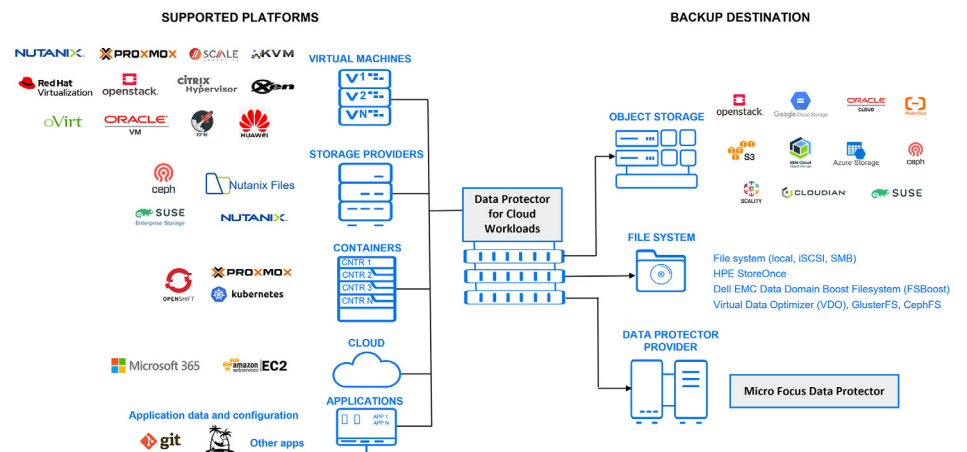 SUPPORTED PLATFORMS
BACKUP DESTINATION
NUTANIX
PROXMOX
SCALE
KVM
VIRTUAL MACHINES
Red Hat
Virtualization
openstack.
CITRIX
Hypervisor
Xen
V1
V2
VN
oVirt
ORACLE
VM
HUAWEI
STORAGE PROVIDERS
ceph
Nutanix Files
SUSE
Enterprise Storage
NUTANIX
CONTAINERS
CNTR 1
CNTR 2
CNTR 3
CNTR N
OPENSHIFT
PROXMOX
kubernetes
CLOUD
Microsoft 365
amazon
webservices
EC2
APPLICATIONS
APP 1
APP N
Application data and configuration
git
Other apps
Data Protector
for Cloud
Workloads
OBJECT STORAGE
openstack.
Google Cloud Storage
ORACLE
CLOUD
Alibaba Cloud
S3
IBM Cloud
Azure Storage
ceph
SCALITY
CLOUDIAN
SUSE
FILE SYSTEM
File system (local, iSCSI, SMB)
HPE StoreOnce
Dell EMC Data Domain Boost Filesystem (FSBoost)
Virtual Data Optimizer (VDO), GlusterFS, CephFS
DATA PROTECTOR
PROVIDER
Micro Focus Data Protector